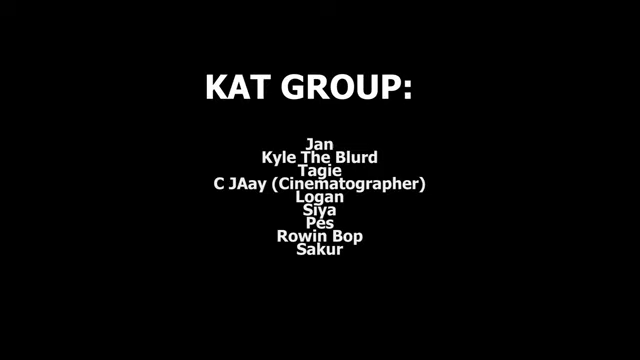 KAT GROUP:
Jan
Kyle The Blurd
Tagie
C JAay (Cinematographer)
Logan
Siya
Pes
Rowin Bop
Sakur